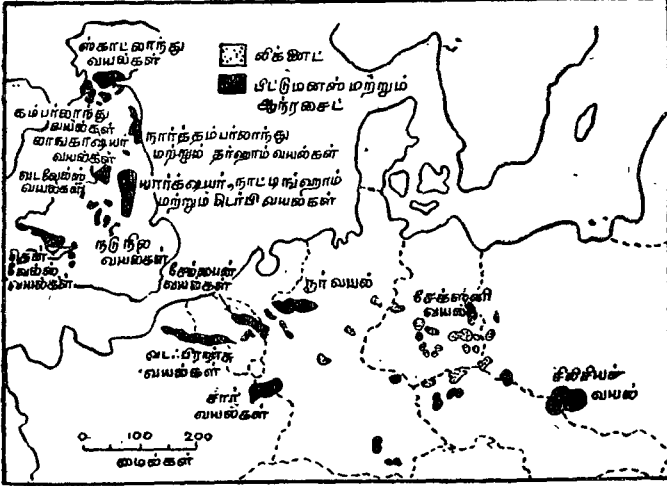 ஸ்காட்லாந்து
வயல்கள்
லிக்னைட்
பிட்டுமனஸ் மற்றும்
ஆந்ரசைட்
கம்பர்லாந்து
வயல்கள்
லாங்காஷயர்
வயல்கள்
வடவேல்ஸ்
வயல்கள்
நார்த்தம்பர்லாந்து
மற்றும் தர்ஹாம் வயல்கள்
யார்க்ஷயர், நாட்டிங்ஹாம்
மற்றும் டெர்பி வயல்கள்
நடு நில
வயல்கள்
தென்
வேல்ஸ்
வயல்கள்
வயல்கள்
ரூர் வயல்
சேக்ஸனி
வயல்
வட பிரான்சு
வயல்கள்
சார்
வயல்கள்
சிலிசியன்
வயல்
0 100 200
மைல்கள்